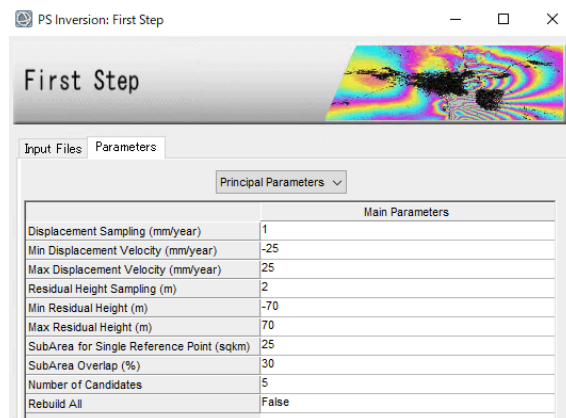 PS Inversion: First Step
First Step
Input Files Parameters
Principal Parameters
Main Parameters
Displacement Sampling (mm/year) 1
Min Displacement Velocity (mm/year) -25
Max Displacement Velocity (mm/year) 25
Residual Height Sampling (m) 2
Min Residual Height (m) -70
Max Residual Height (m) 70
SubArea for Single Reference Point (sqkm) 25
SubArea Overlap (%) 30
Number of Candidates 5
Rebuild All False